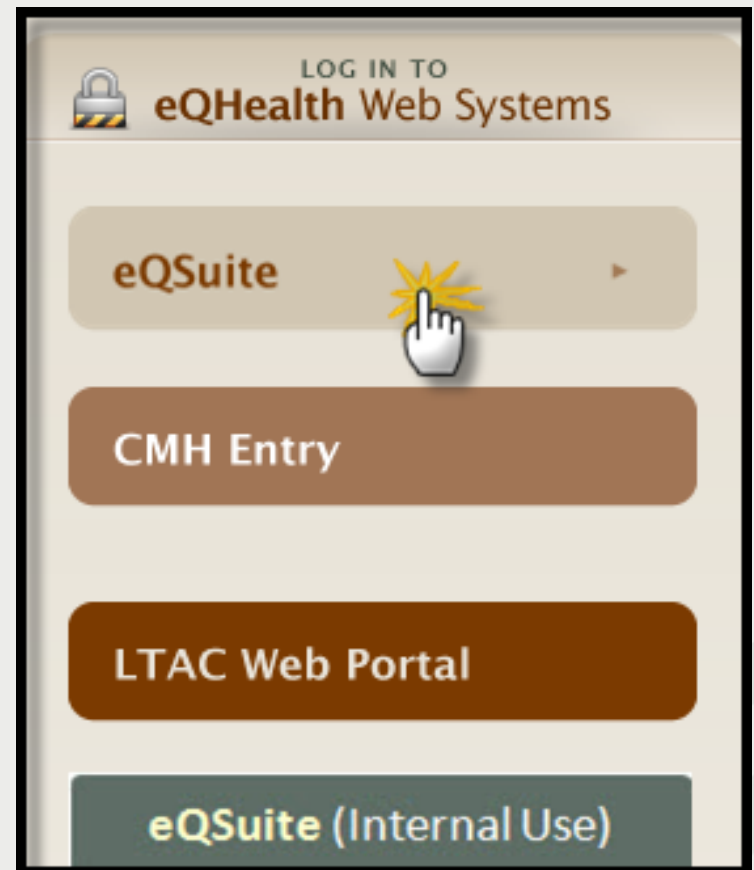 LOG IN TO
eQHealth Web Systems
eQSuite
CMH Entry
LTAC Web Portal
eQSuite (Internal Use)